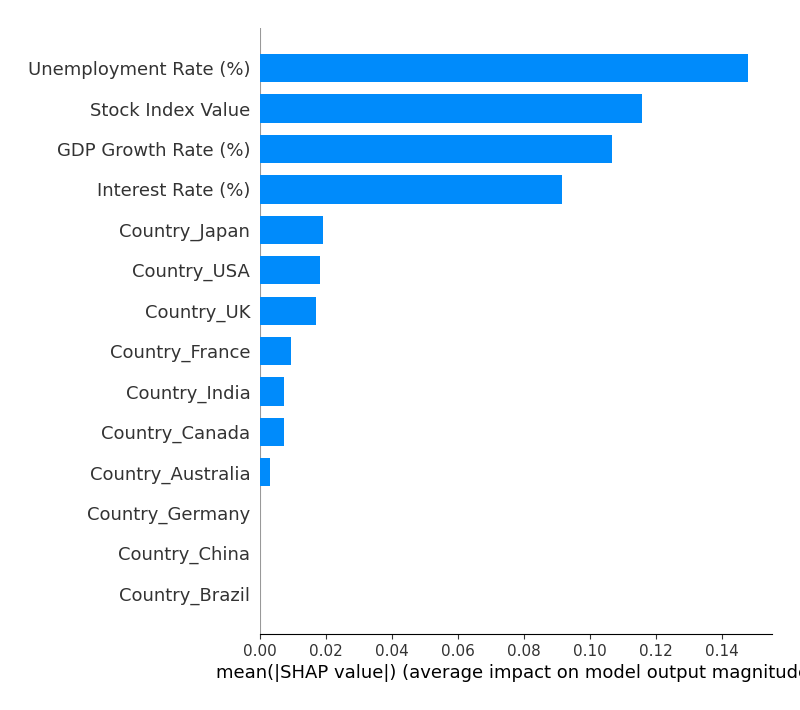 Unemployment Rate (%)
Stock Index Value
GDP Growth Rate (%)
Interest Rate (%)
Country_Japan
Country_USA
Country_UK
Country_France
Country_India
Country_Canada
Country_Australia
Country_Germany
Country_China
Country_Brazil
0.00 0.02 0.04 0.06 0.08 0.10 0.12 0.14
mean(|SHAP value|) (average impact on model output magnitude